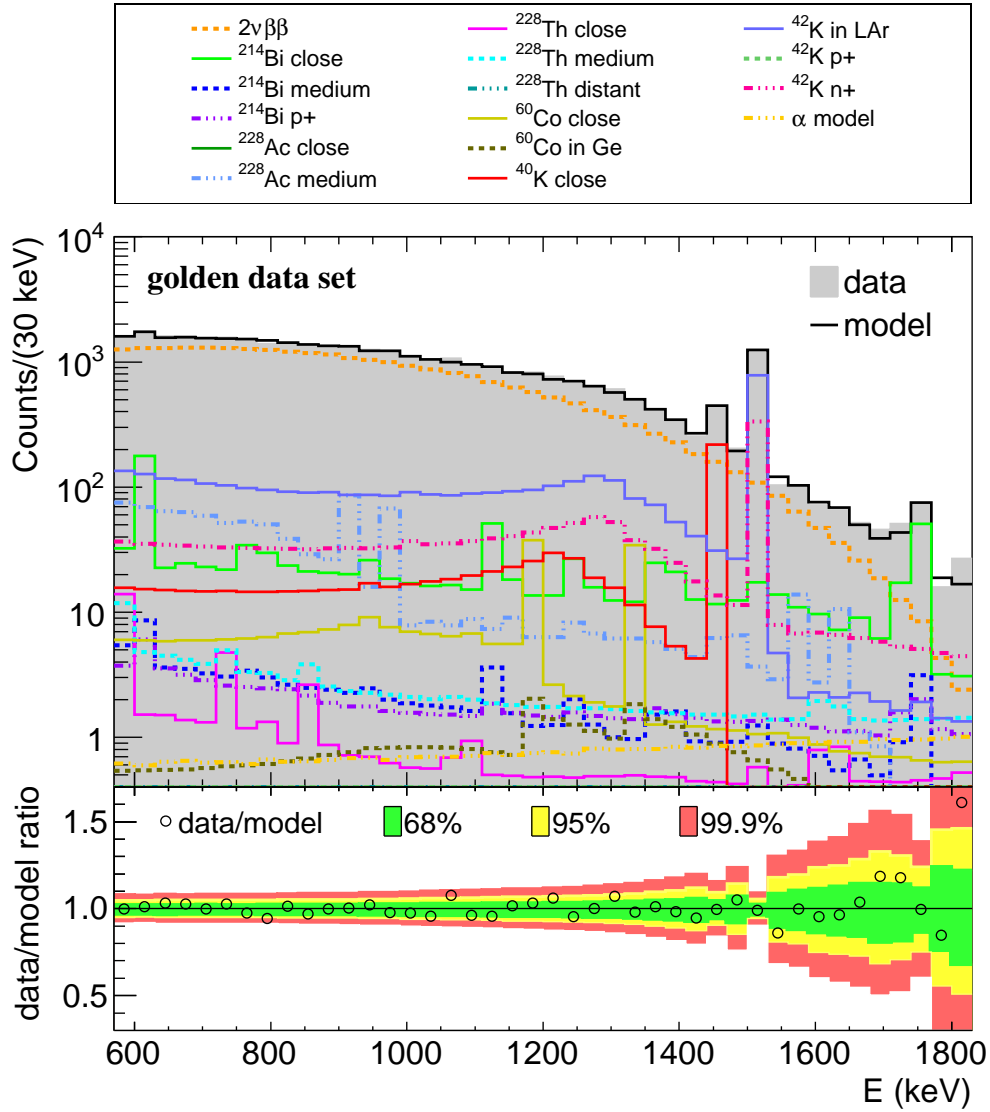 2νββ
²¹⁴Bi close
²¹⁴Bi medium
²¹⁴Bi p+
²²⁸Ac close
²²⁸Ac medium
²²⁸Th close
²²⁸Th medium
²²⁸Th distant
⁶⁰Co close
⁶⁰Co in Ge
⁴⁰K close
⁴²K in LAr
⁴²K p+
⁴²K n+
α model
Counts/(30 keV)
10⁴
10³
10²
10
1
golden data set
data
model
data/model ratio
1.5
1.0
0.5
data/model
68%
95%
99.9%
600
800
1000
1200
1400
1600
1800
E (keV)